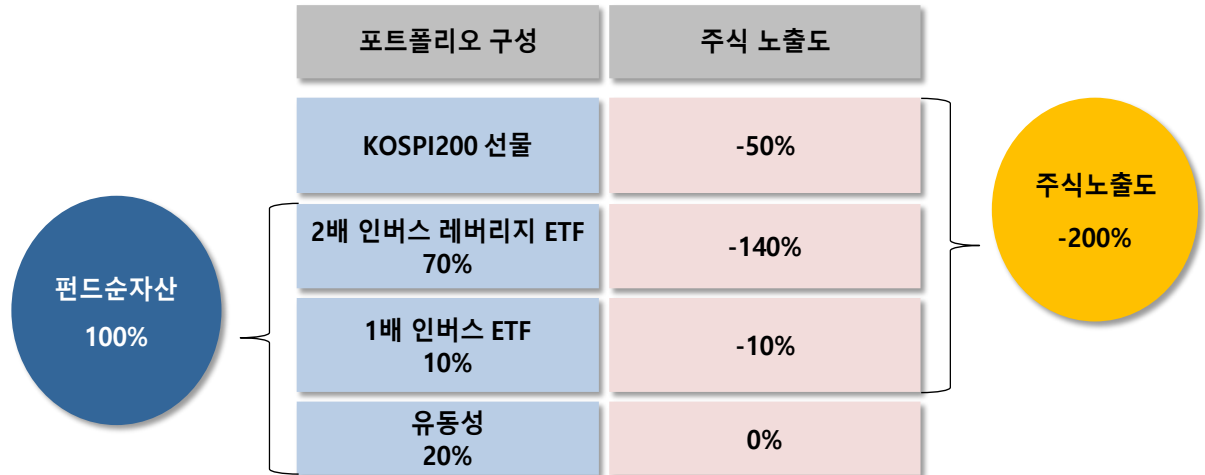 포트폴리오 구성
주식 노출도
KOSPI200 선물
-50%
2배 인버스 레버리지 ETF
70%
-140%
1배 인버스 ETF
10%
-10%
유동성
20%
0%
펀드순자산
100%
주식노출도
-200%